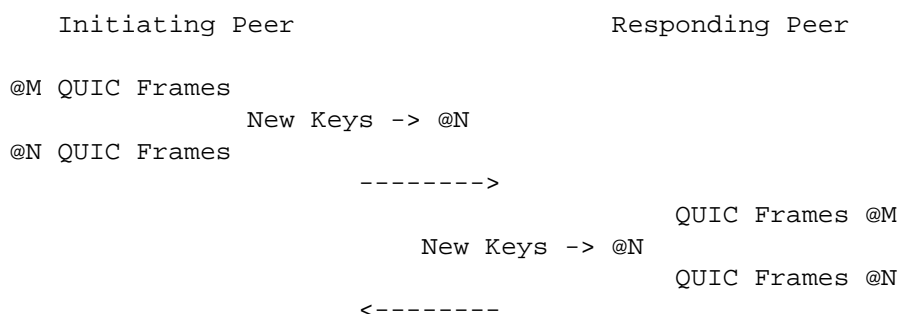 Initiating Peer Responding Peer
@M QUIC Frames
New Keys -> @N
@N QUIC Frames
-------->
QUIC Frames @M
New Keys -> @N
QUIC Frames @N
<--------